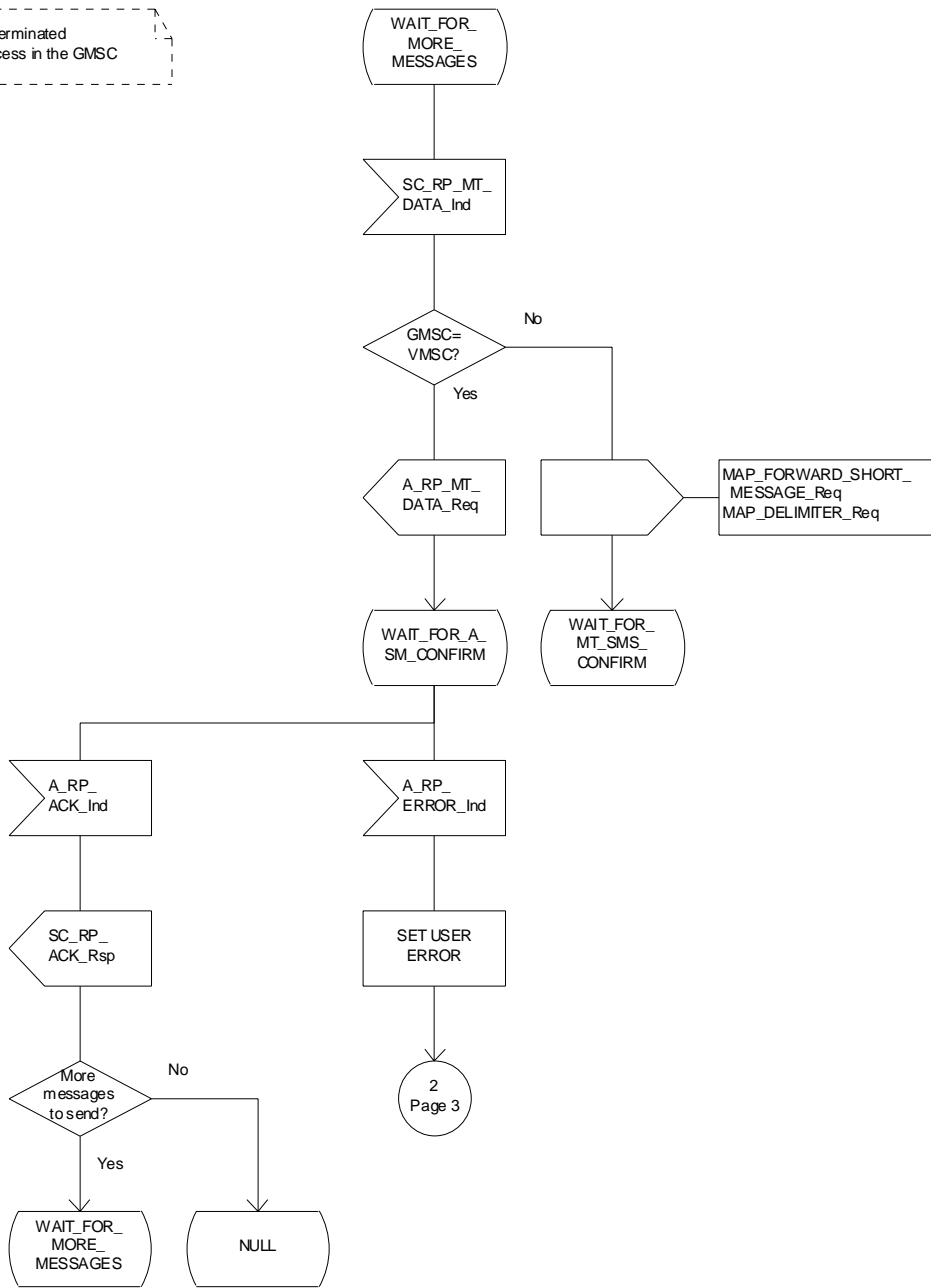 erminated
cess in the GMSC
WAIT_FOR_
MORE_
MESSAGES
SC_RP_MT_
DATA_Ind
GMSC=
VMSC?
No
Yes
A_RP_MT_
DATA_Req
MAP_FORWARD_SHORT_
MESSAGE_Req
MAP_DELIMITER_Req
WAIT_FOR_A_
SM_CONFIRM
WAIT_FOR_
MT_SMS_
CONFIRM
A_RP_
ACK_Ind
A_RP_
ERROR_Ind
SC_RP_
ACK_Rsp
SET USER
ERROR
More
messages
to send?
No
Yes
2
Page 3
WAIT_FOR_
MORE_
MESSAGES
NULL